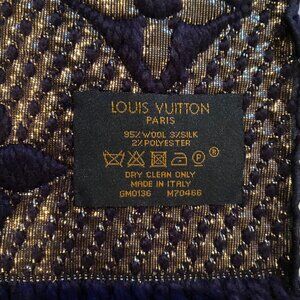 LOUIS VUITTON
PARIS
95% WOOL 3% SILK
2% POLYESTER
P
DRY CLEAN ONLY
MADE IN ITALY
GM0136 M70466